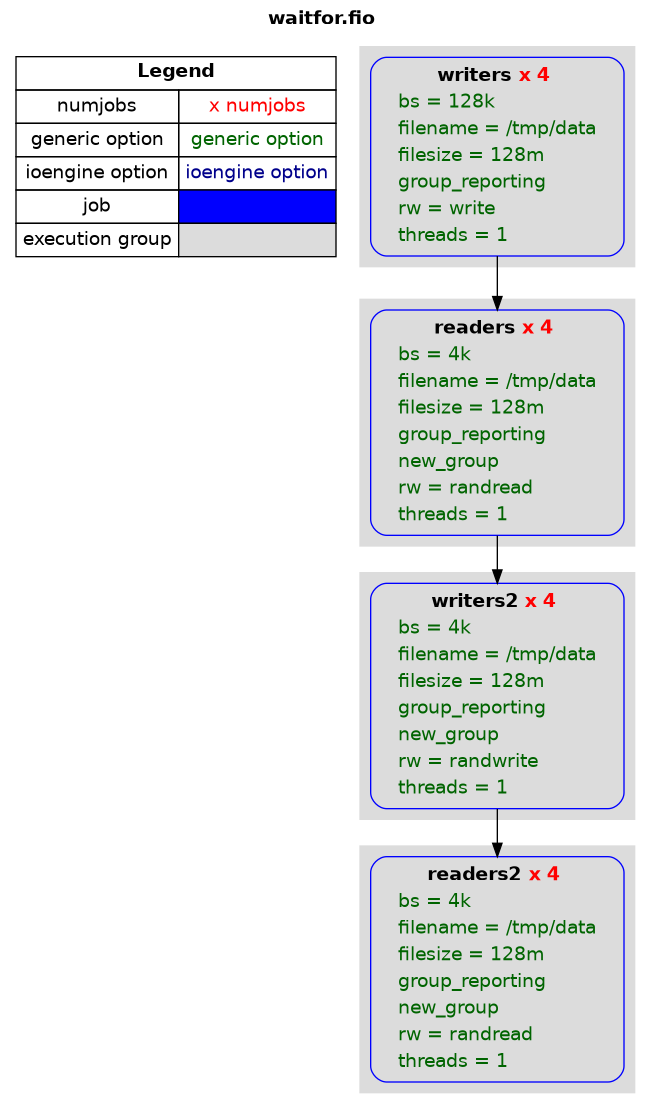 waitfor.fio
Legend
numjobs x numjobs
generic option generic option
ioengine option ioengine option
job
execution group
writers x 4
bs = 128k
filename = /tmp/data
filesize = 128m
group_reporting
rw = write
threads = 1
readers x 4
bs = 4k
filename = /tmp/data
filesize = 128m
group_reporting
new_group
rw = randread
threads = 1
writers2 x 4
bs = 4k
filename = /tmp/data
filesize = 128m
group_reporting
new_group
rw = randwrite
threads = 1
readers2 x 4
bs = 4k
filename = /tmp/data
filesize = 128m
group_reporting
new_group
rw = randread
threads = 1